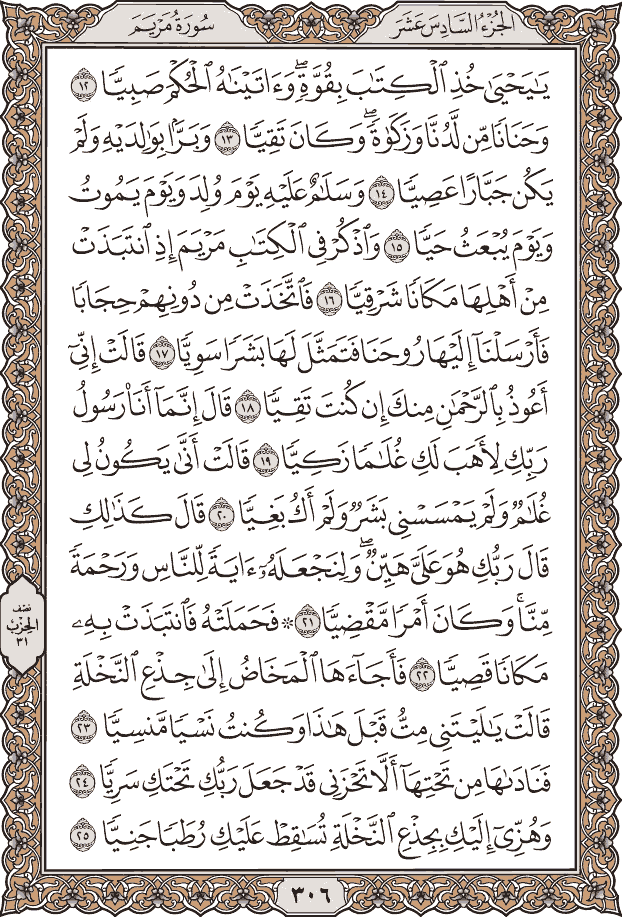 الجُزْءُ السَّادِسَ عَشَرَ
سُورَةُ مَرْيَمَ
يَٰيَحْيَىٰ خُذِ ٱلْكِتَٰبَ بِقُوَّةٖۖ وَءَاتَيْنَٰهُ ٱلْحُكْمَ صَبِيّٗا ١٢
وَحَنَانٗا مِّن لَّدُنَّا وَزَكَوٰةٗۖ وَكَانَ تَقِيّٗا ١٣ وَبَرَّۢا بِوَٰلِدَيْهِ وَلَمْ
يَكُن جَبَّارًا عَصِيّٗا ١٤ وَسَلَٰمٌ عَلَيْهِ يَوْمَ وُلِدَ وَيَوْمَ يَمُوتُ
وَيَوْمَ يُبْعَثُ حَيّٗا ١٥ وَٱذْكُرْ فِي ٱلْكِتَٰبِ مَرْيَمَ إِذِ ٱنتَبَذَتْ
مِنْ أَهْلِهَا مَكَانٗا شَرْقِيّٗا ١٦ فَٱتَّخَذَتْ مِن دُونِهِمْ حِجَابٗا
فَأَرْسَلْنَآ إِلَيْهَا رُوحَنَا فَتَمَثَّلَ لَهَا بَشَرٗا سَوِيّٗا ١٧ قَالَتْ إِنِّيٓ
أَعُوذُ بِٱلرَّحْمَٰنِ مِنكَ إِن كُنتَ تَقِيّٗا ١٨ قَالَ إِنَّمَآ أَنَا۠ رَسُولُ
رَبِّكِ لِأَهَبَ لَكِ غُلَٰمٗا زَكِيّٗا ١٩ قَالَتْ أَنَّىٰ يَكُونُ لِي
غُلَٰمٞ وَلَمْ يَمْسَسْنِي بَشَرٞ وَلَمْ أَكُ بَغِيّٗا ٢٠ قَالَ كَذَٰلِكِ
قَالَ رَبُّكِ هُوَ عَلَيَّ هَيِّنٞۖ وَلِنَجْعَلَهُۥٓ ءَايَةٗ لِّلنَّاسِ وَرَحْمَةٗ
مِّنَّاۚ وَكَانَ أَمْرٗا مَّقْضِيّٗا ٢١ ۞ فَحَمَلَتْهُ فَٱنتَبَذَتْ بِهِۦ
مَكَانٗا قَصِيّٗا ٢٢ فَأَجَآءَهَا ٱلْمَخَاضُ إِلَىٰ جِذْعِ ٱلنَّخْلَةِ
قَالَتْ يَٰلَيْتَنِي مِتُّ قَبْلَ هَٰذَا وَكُنتُ نَسْيٗا مَّنسِيّٗا ٢٣
فَنَادَىٰهَا مِن تَحْتِهَآ أَلَّا تَحْزَنِي قَدْ جَعَلَ رَبُّكِ تَحْتَكِ سَرِيّٗا ٢٤
وَهُزِّيٓ إِلَيْكِ بِجِذْعِ ٱلنَّخْلَةِ تُسَٰقِطْ عَلَيْكِ رُطَبٗا جَنِيّٗا ٢٥
نصْف
الحِزْبُ
٣١
٣٠٦